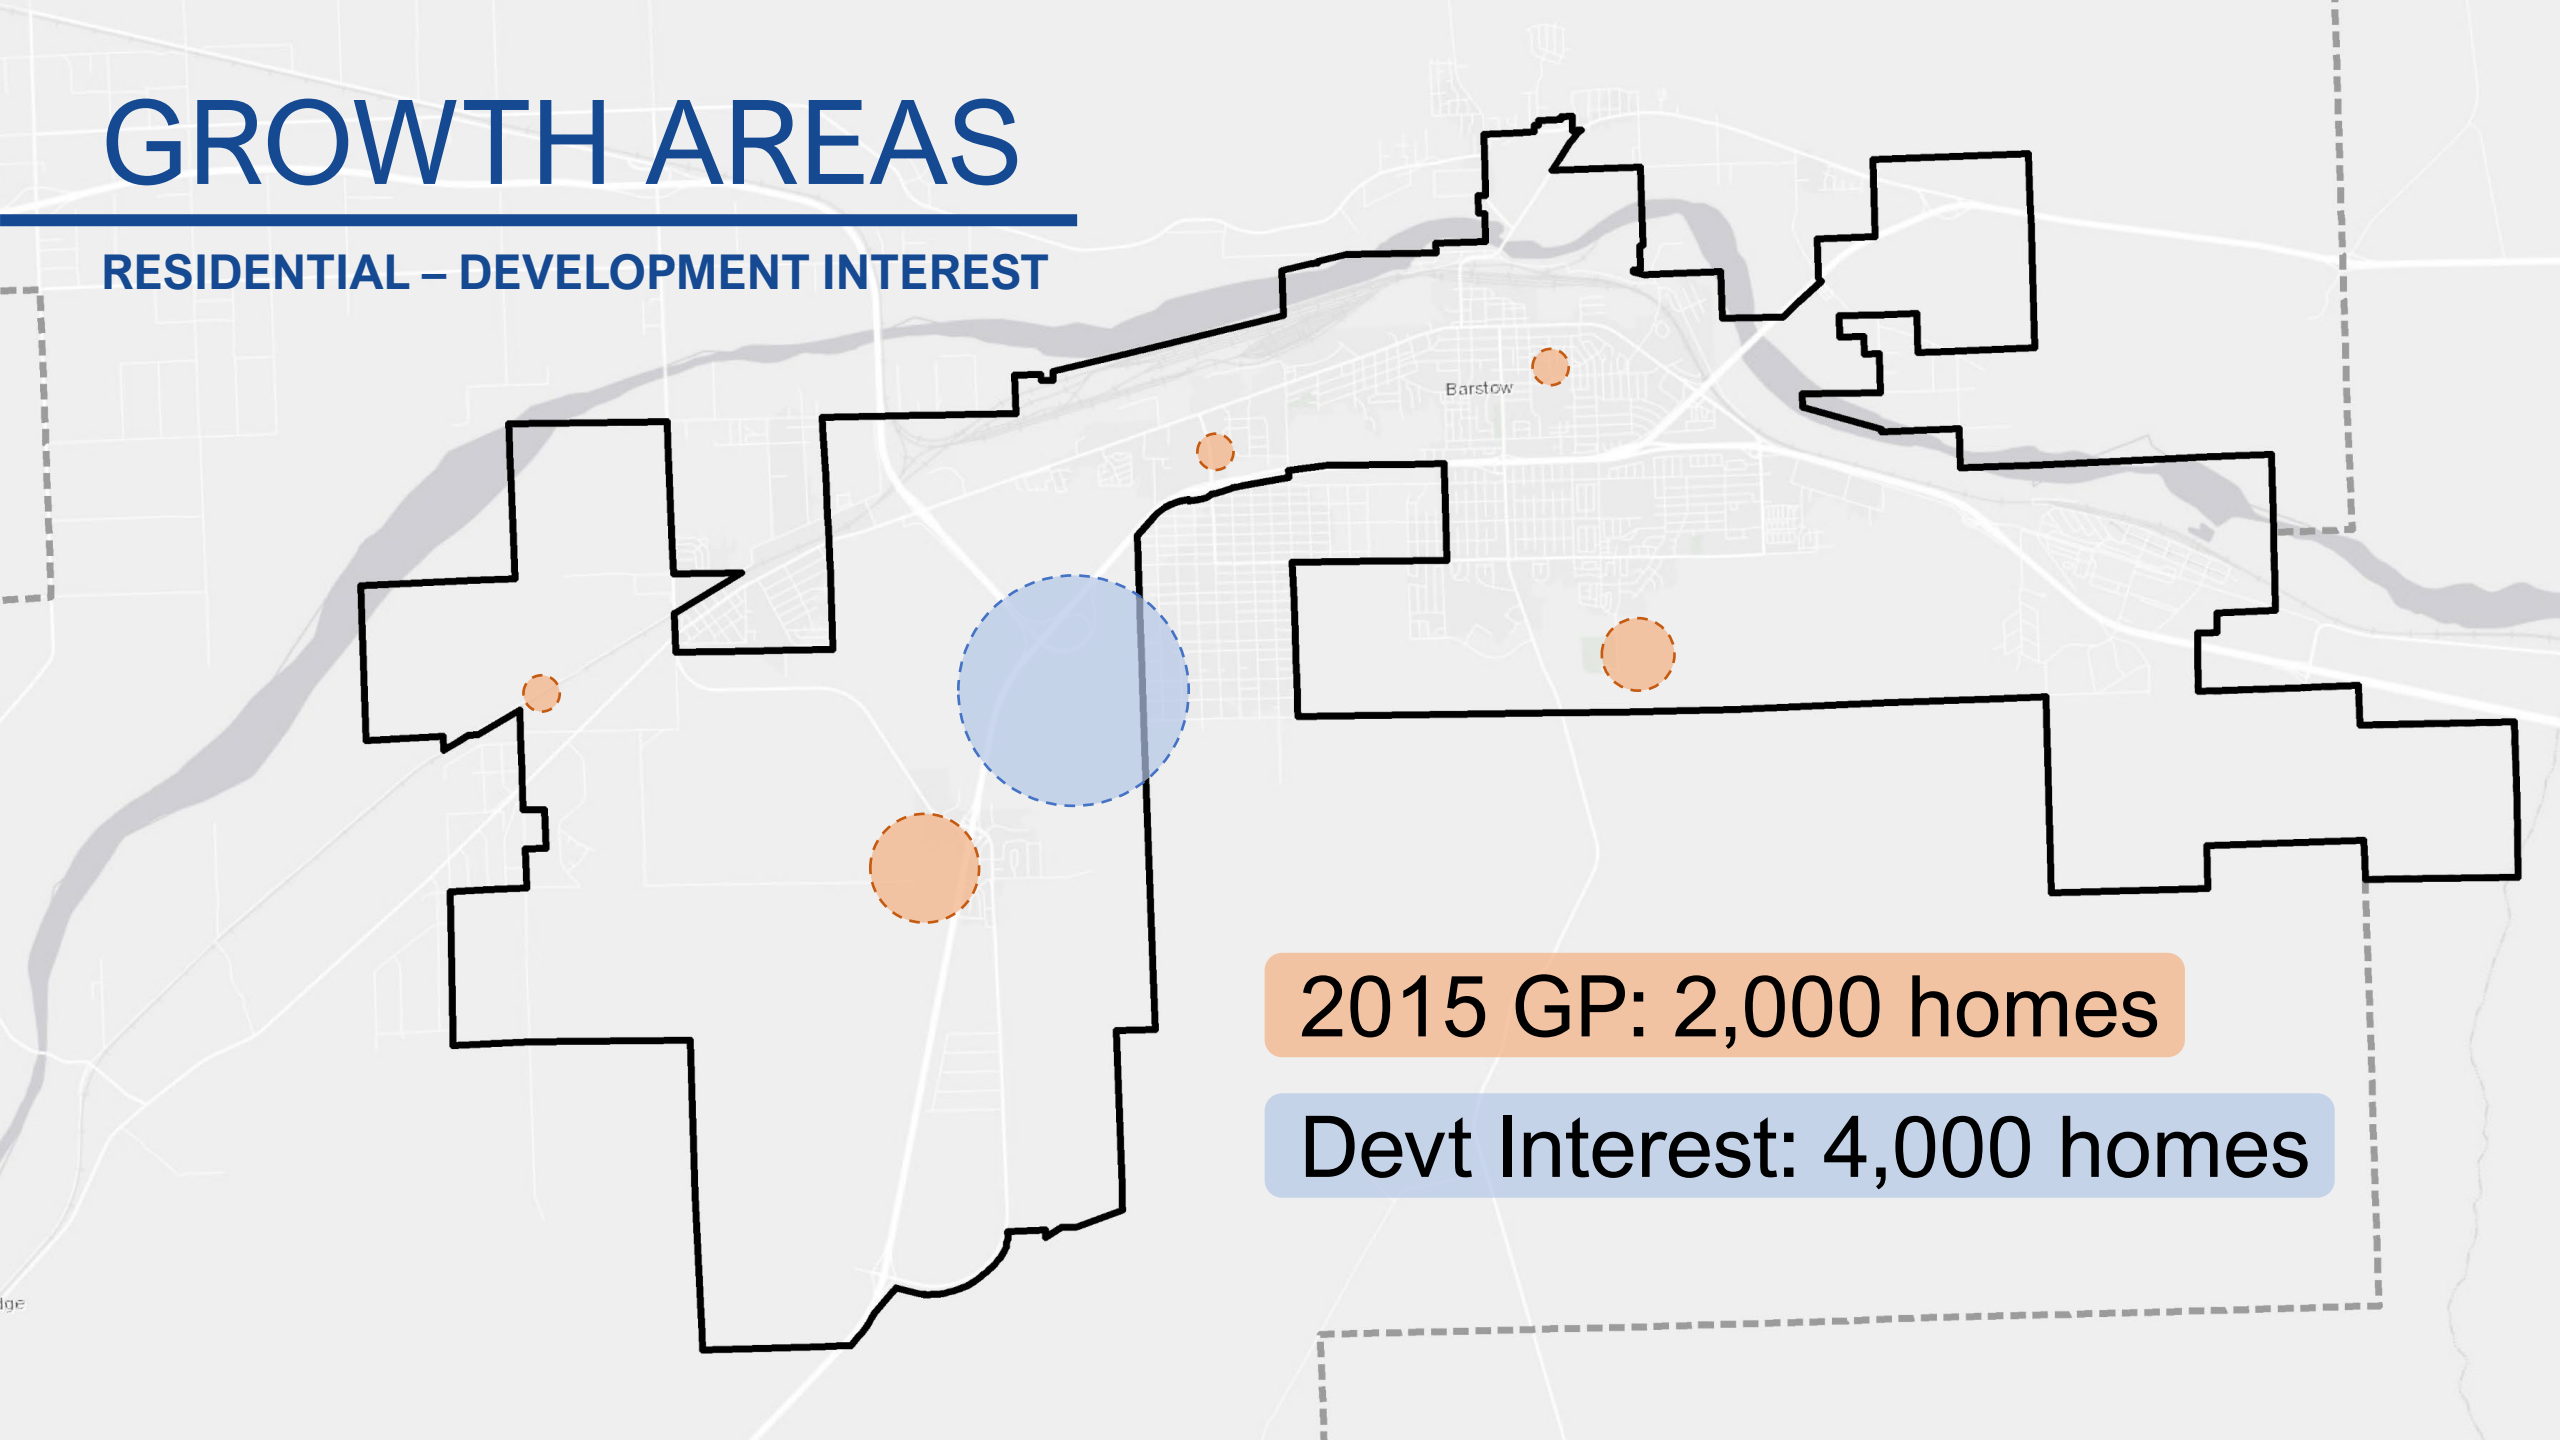 GROWTH AREAS
RESIDENTIAL – DEVELOPMENT INTEREST
Barstow
2015 GP: 2,000 homes
Devt Interest: 4,000 homes